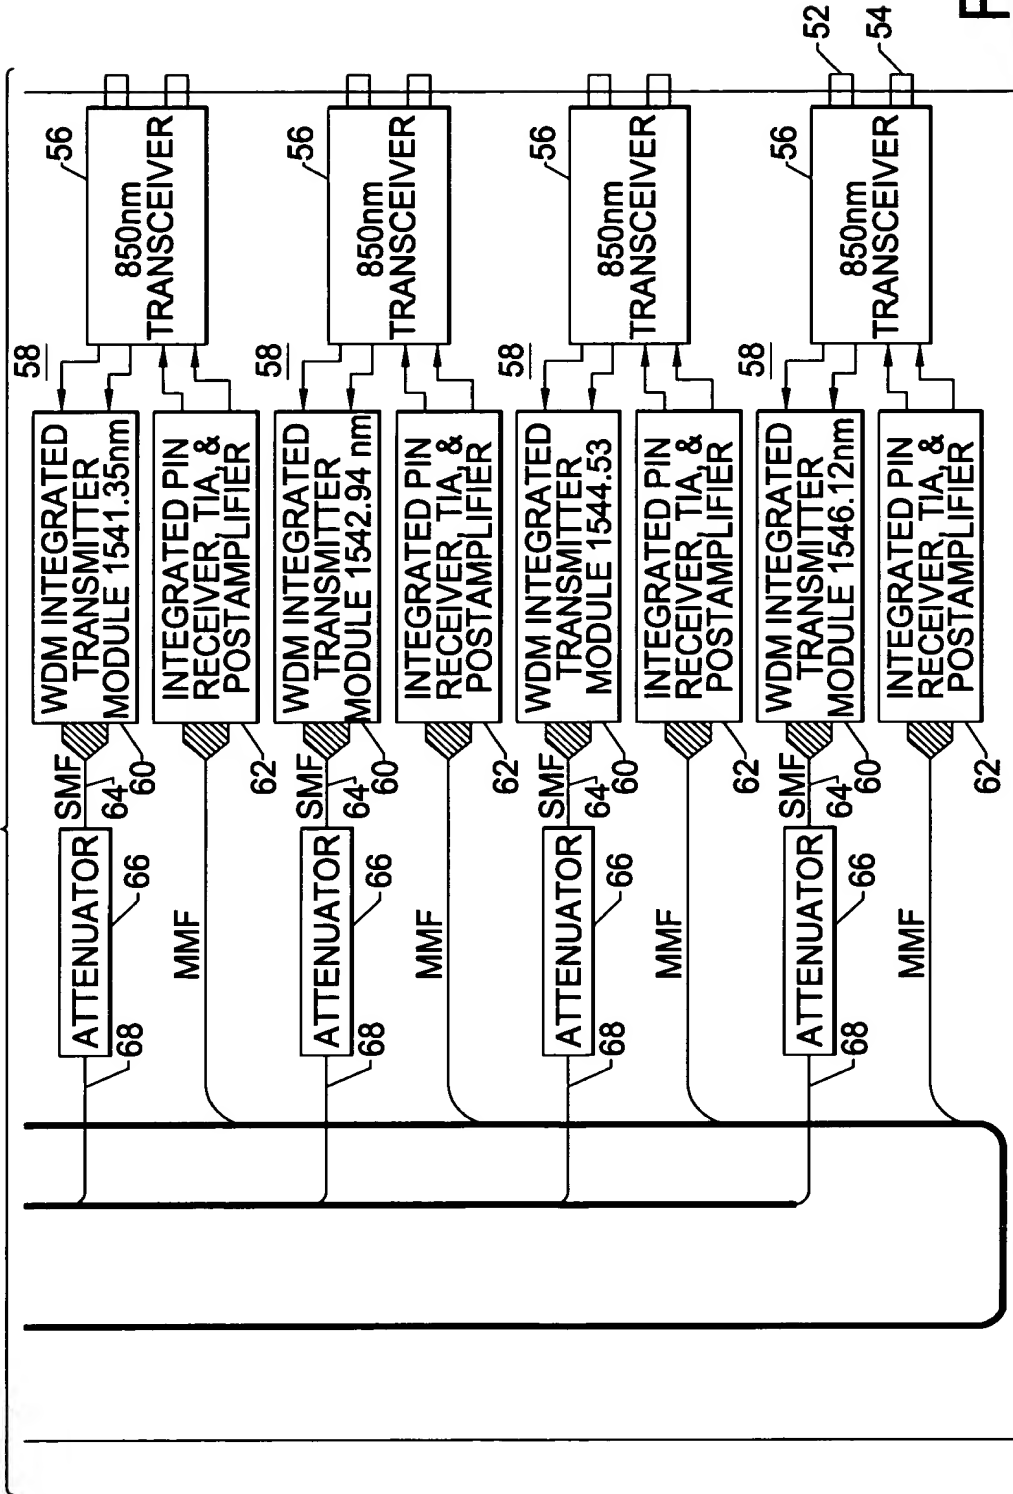 56
850nm
TRANSCEIVER
58
WDM INTEGRATED
TRANSMITTER
MODULE 1541.35nm
INTEGRATED PIN
RECEIVER, TIA, &
POSTAMPLIFIER
60
62
SMF
64
ATTENUATOR
66
68
MMF
56
850nm
TRANSCEIVER
58
WDM INTEGRATED
TRANSMITTER
MODULE 1542.94 nm
INTEGRATED PIN
RECEIVER, TIA, &
POSTAMPLIFIER
60
62
SMF
64
ATTENUATOR
66
68
MMF
56
850nm
TRANSCEIVER
58
WDM INTEGRATED
TRANSMITTER
MODULE 1544.53
INTEGRATED PIN
RECEIVER, TIA, &
POSTAMPLIFIER
60
62
SMF
64
ATTENUATOR
66
68
MMF
52
54
56
850nm
TRANSCEIVER
58
WDM INTEGRATED
TRANSMITTER
MODULE 1546.12nm
INTEGRATED PIN
RECEIVER, TIA, &
POSTAMPLIFIER
60
62
SMF
64
ATTENUATOR
66
68
MMF